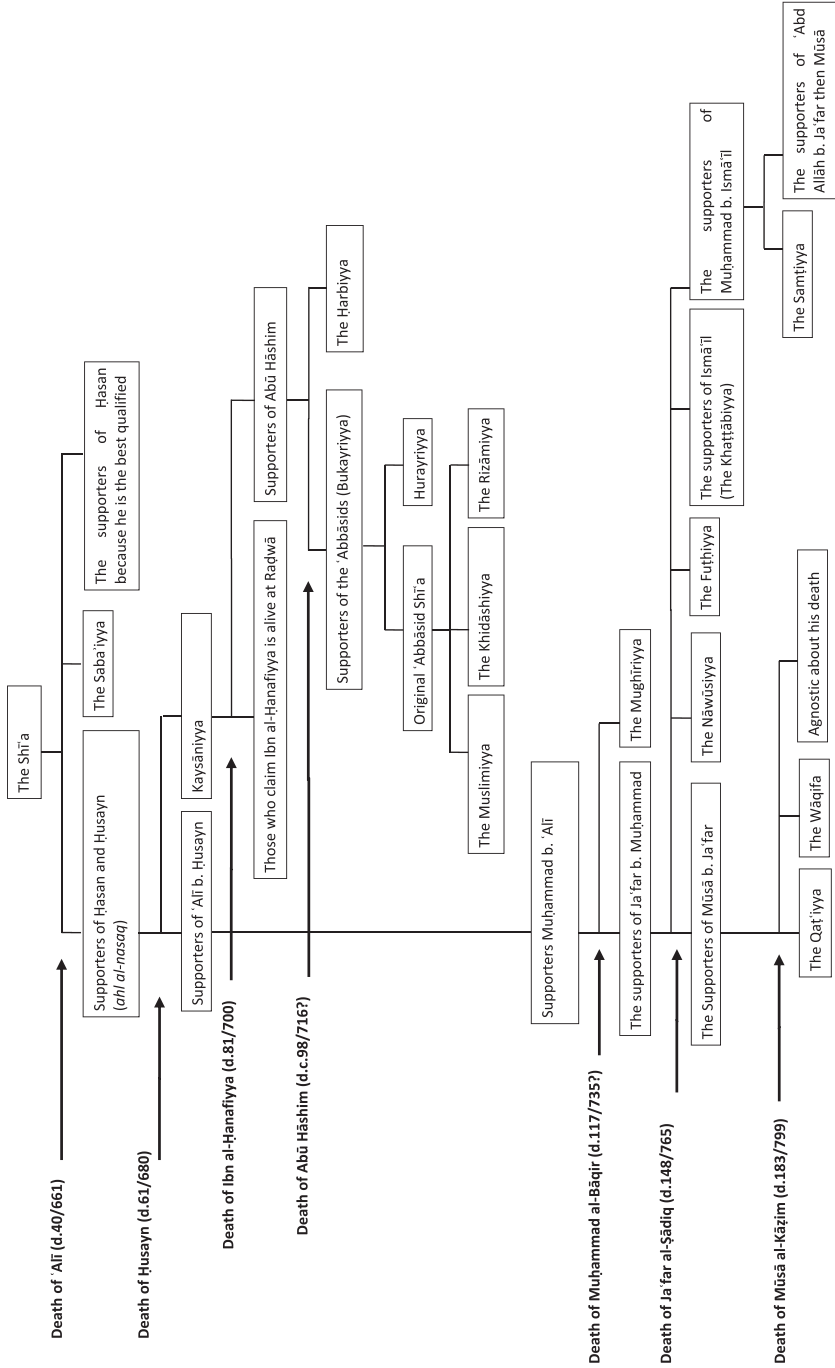 The Shīʿa
Death of ʿAlī (d.40/661)
Supporters of Ḥasan and Ḥusayn
(ahl al-nasaq)
The Sabaʾiyya
The supporters of Ḥasan
because he is the best qualified
Death of Ḥusayn (d.61/680)
Supporters of ʿAlī b. Ḥusayn
Kaysāniyya
Death of Ibn al-Ḥanafiyya (d.81/700)
Those who claim Ibn al-Ḥanafiyya is alive at Raḍwā
Supporters of Abū Hāshim
Death of Abū Hāshim (d.c.98/716?)
Supporters of the ʿAbbāsids (Bukayriyya)
The Ḥarbiyya
Original ʿAbbāsid Shīʿa
Hurayriyya
The Muslimiyya
The Khidāshiyya
The Rizāmiyya
Supporters Muḥammad b. ʿAlī
Death of Muḥammad al-Bāqir (d.117/735?)
The supporters of Jaʿfar b. Muḥammad
The Mughīriyya
Death of Jaʿfar al-Ṣādiq (d.148/765)
The Supporters of Mūsā b. Jaʿfar
The Nāwūsiyya
The Fuṭḥiyya
The supporters of Ismāʿīl
(The Khaṭṭābiyya)
The supporters of
Muḥammad b. Ismāʿīl
Death of Mūsā al-Kāẓim (d.183/799)
The Qaṭʿiyya
The Wāqifa
Agnostic about his death
The Samṭiyya
The supporters of ʿAbd
Allāh b. Jaʿfar then Mūsā